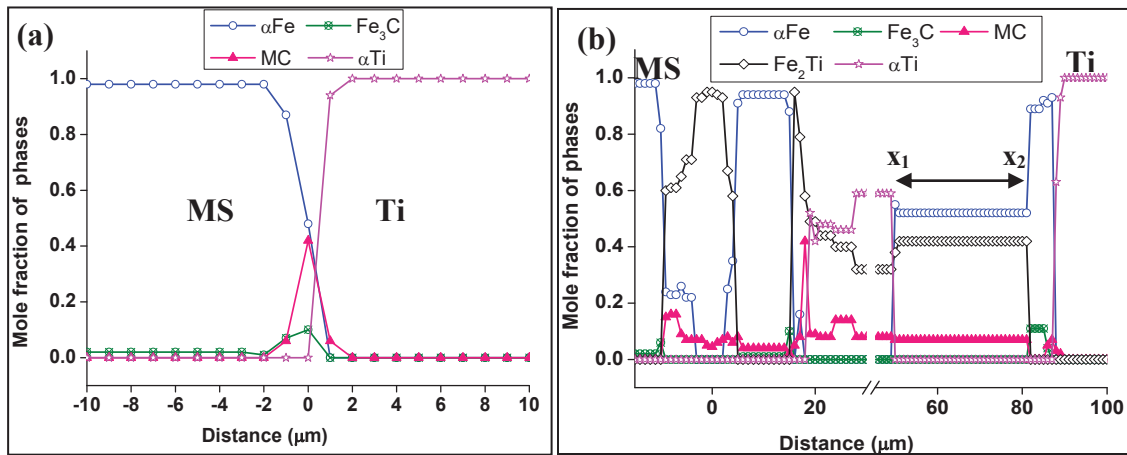 (a)
αFe
Fe₃C
MC
αTi
1.0
0.8
0.6
0.4
0.2
0.0
Mole fraction of phases
MS
Ti
-10 -8 -6 -4 -2 0 2 4 6 8 10
Distance (μm)
(b)
αFe
Fe₃C
MC
Fe₂Ti
αTi
MS
Ti
1.0
0.8
0.6
0.4
0.2
0.0
Mole fraction of phases
x₁
x₂
0 20 60 80 100
Distance (μm)